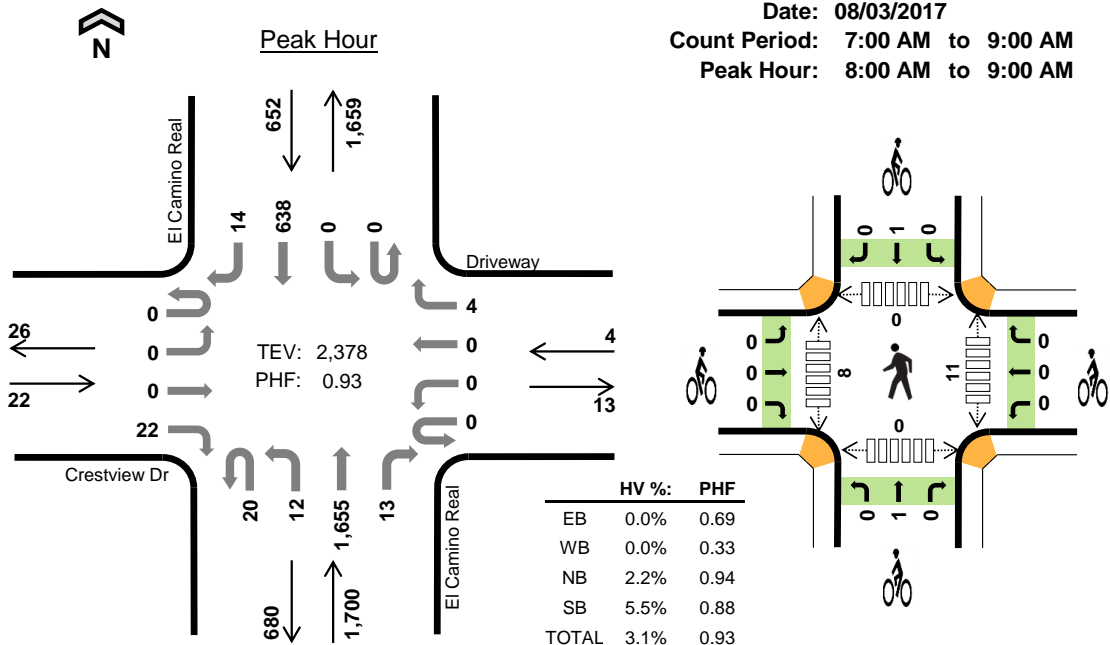 N
Peak Hour
Date: 08/03/2017
Count Period: 7:00 AM to 9:00 AM
Peak Hour: 8:00 AM to 9:00 AM
652
1,659
El Camino Real
14
638
0
0
Driveway
0
0
0
22
26
22
TEV: 2,378
PHF: 0.93
4
0
0
0
4
13
Crestview Dr
20
12
1,655
13
El Camino Real
680
1,700
HV %: PHF
EB 0.0% 0.69
WB 0.0% 0.33
NB 2.2% 0.94
SB 5.5% 0.88
TOTAL 3.1% 0.93
0 1 0
0
0
0
0
8
11
0
0
0
0
0 1 0